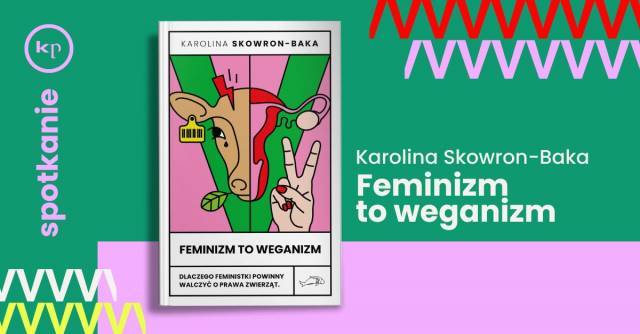 kp
spotkanie
KAROLINA SKOWRON-BAKA
FEMINIZM TO WEGANIZM
DLACZEGO FEMINISTKI POWINNY
WALCZYĆ O PRAWA ZWIERZĄT.
Karolina Skowron-Baka
Feminizm
to weganizm